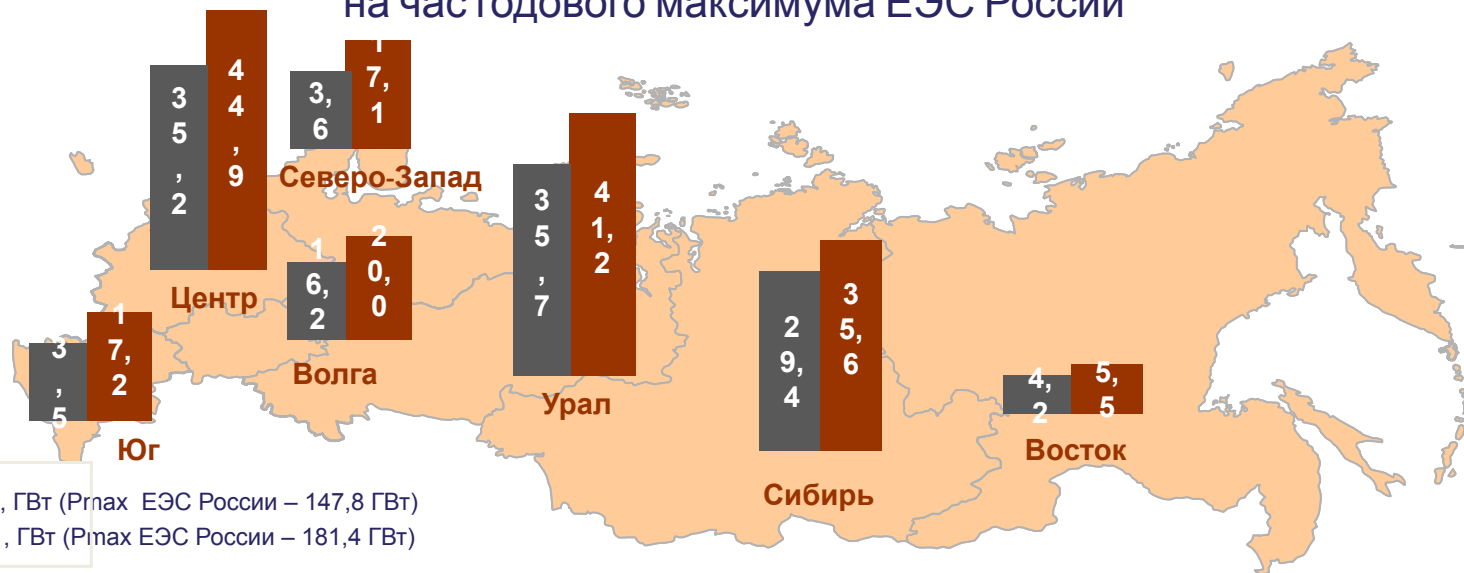 на час годового максимума ЕЭС России
44,9
17,1
35,2
3,6
Северо-Запад
41,2
35,7
20,0
16,2
35,6
29,4
Центр
17,2
3,5
Волга
5,5
4,2
Урал
Юг
Восток
Сибирь
, ГВт (Pmax ЕЭС России – 147,8 ГВт)
, ГВт (Pmax ЕЭС России – 181,4 ГВт)